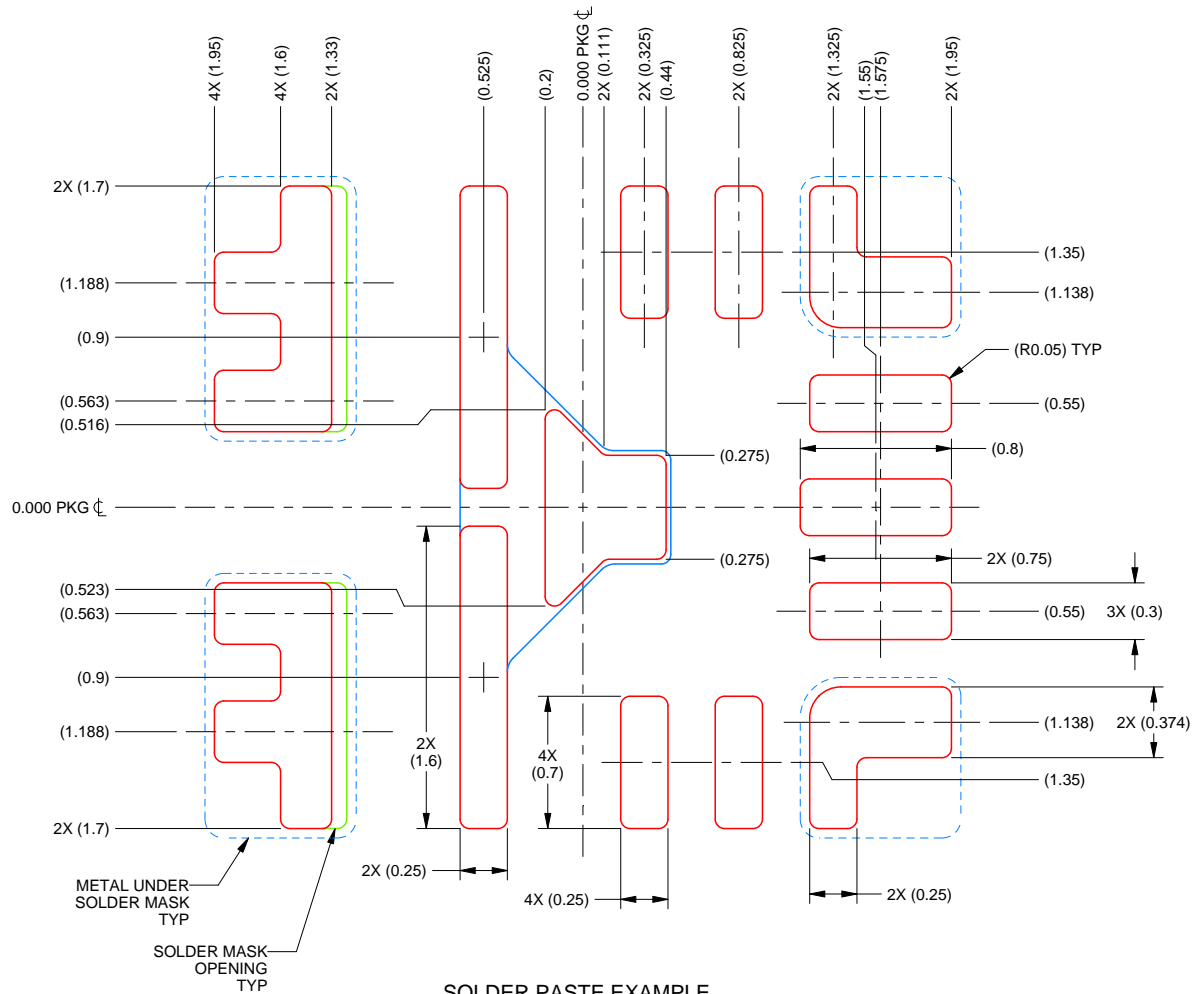 4X (1.95)
4X (1.6)
2X (1.33)
(0.525)
(0.2)
0.000 PKG ℄
2X (0.111)
2X (0.325)
(0.44)
2X (0.825)
2X (1.325)
(1.55)
(1.575)
2X (1.95)
2X (1.7)
(1.188)
(0.9)
(0.563)
(0.516)
0.000 PKG ℄
(0.523)
(0.563)
(0.9)
(1.188)
2X (1.7)
(1.35)
(1.138)
(R0.05) TYP
(0.55)
(0.8)
(0.275)
(0.275)
2X (0.75)
(0.55)
3X (0.3)
(1.138)
2X (0.374)
(1.35)
2X
(1.6)
4X
(0.7)
2X (0.25)
4X (0.25)
2X (0.25)
METAL UNDER
SOLDER MASK
TYP
SOLDER MASK
OPENING
TYP
SOLDER PASTE EXAMPLE